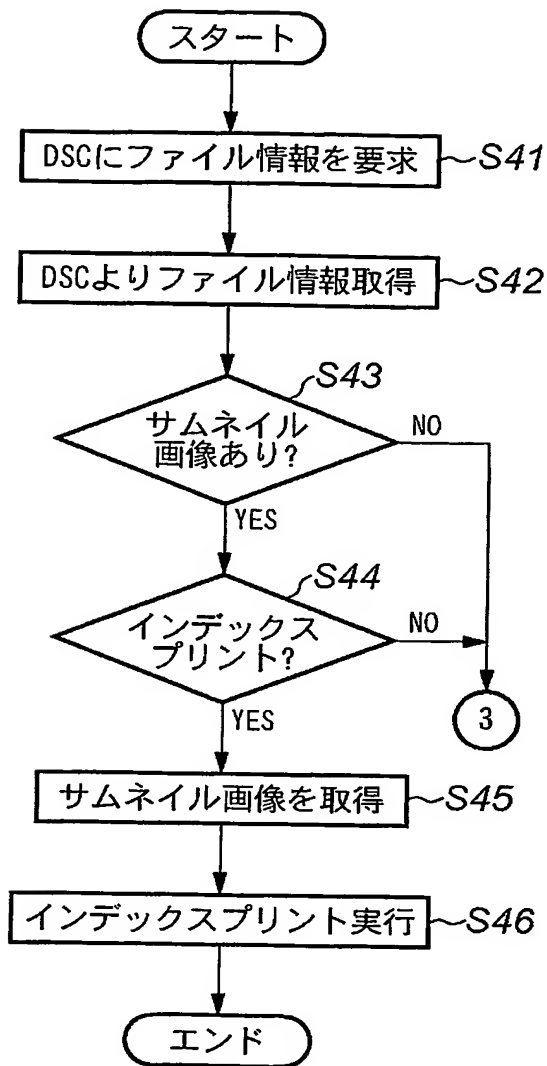 スタート
DSCにファイル情報を要求
S41
DSCよりファイル情報取得
S42
S43
サムネイル
画像あり?
NO
YES
S44
インデックス
プリント?
NO
YES
3
サムネイル画像を取得
S45
インデックスプリント実行
S46
エンド